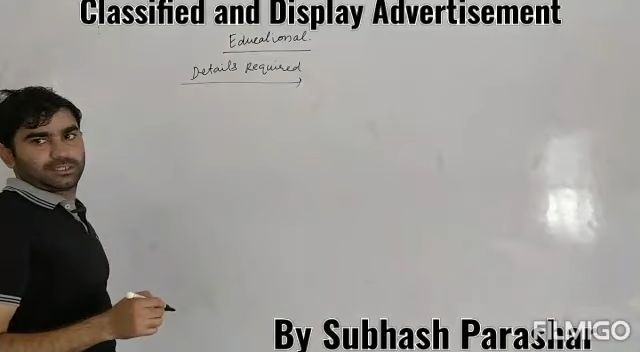 Classified and Display Advertisement
Educational.
Details Required
By Subhash Parashar
FILMIGO